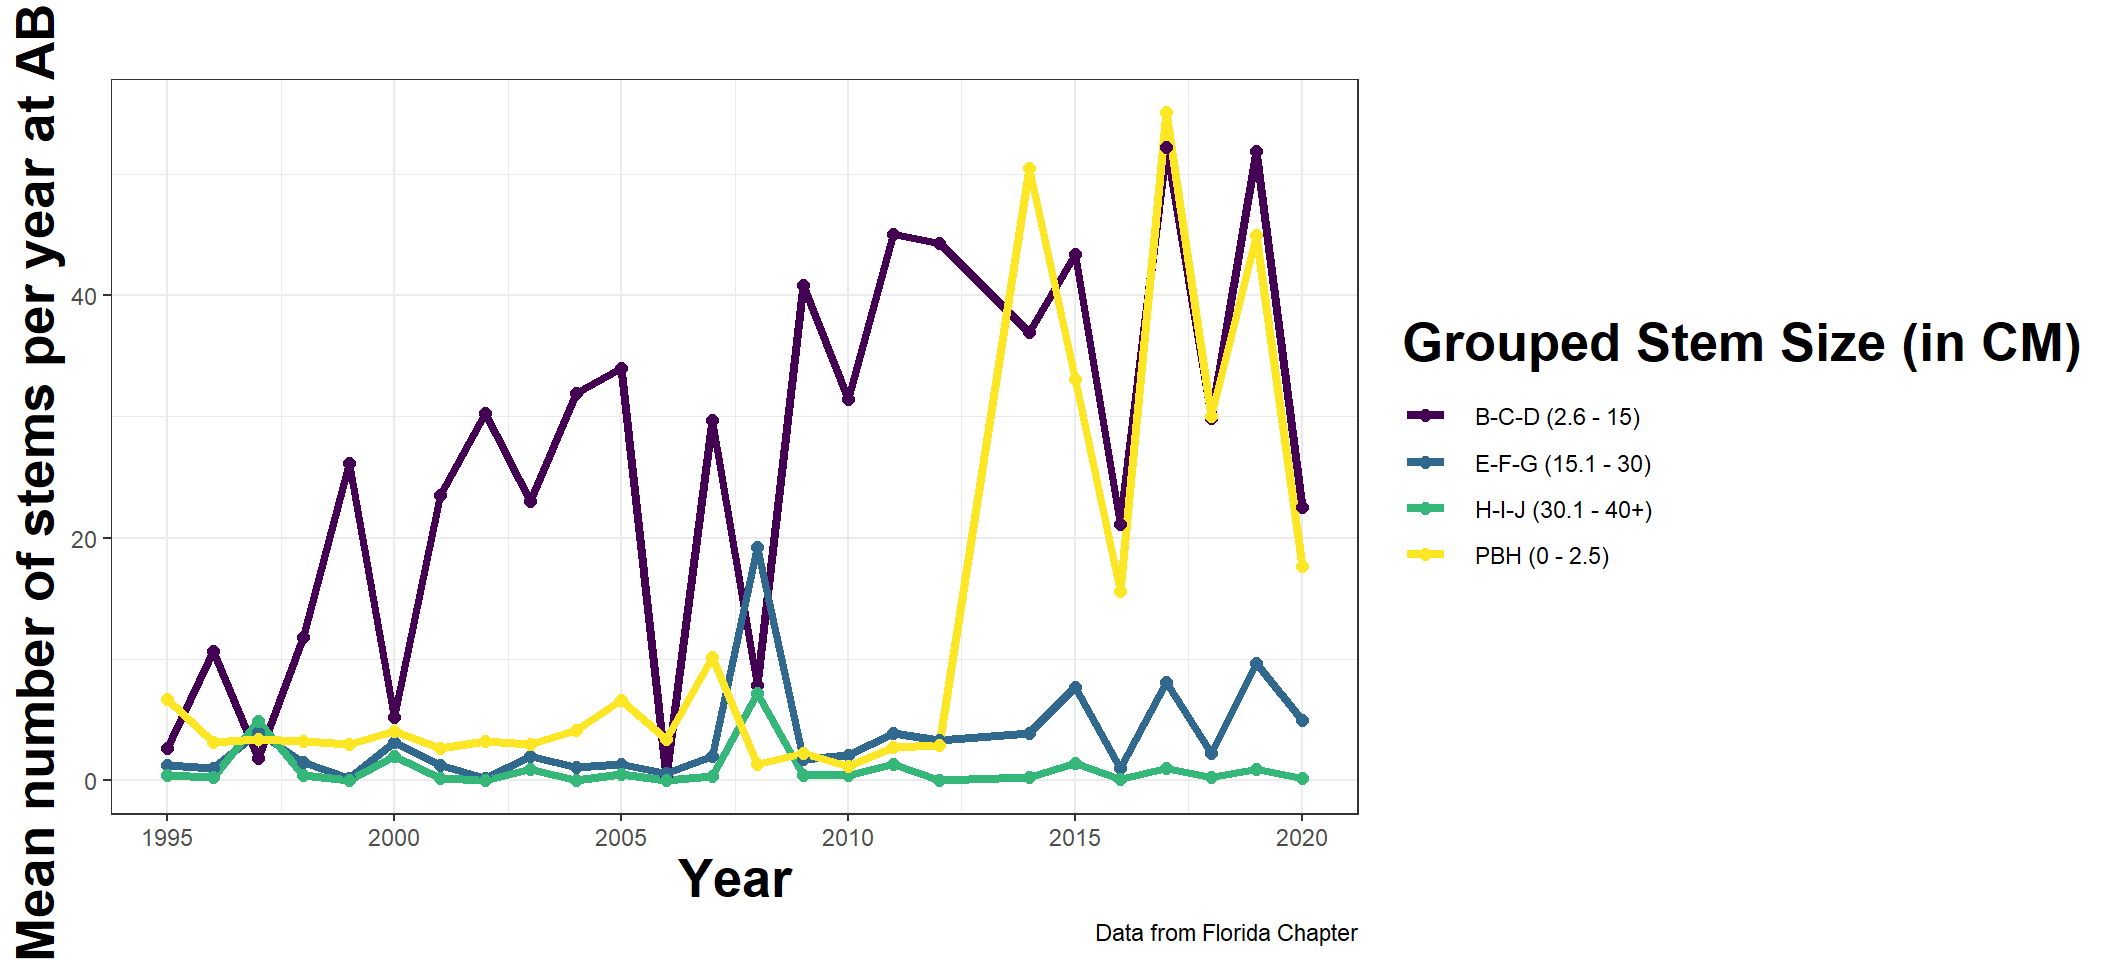 Mean number of stems per year at AB
40
20
0
1995 2000 2005 2010 2015 2020
Year
Data from Florida Chapter
Grouped Stem Size (in CM)
B-C-D (2.6 - 15)
E-F-G (15.1 - 30)
H-I-J (30.1 - 40+)
PBH (0 - 2.5)